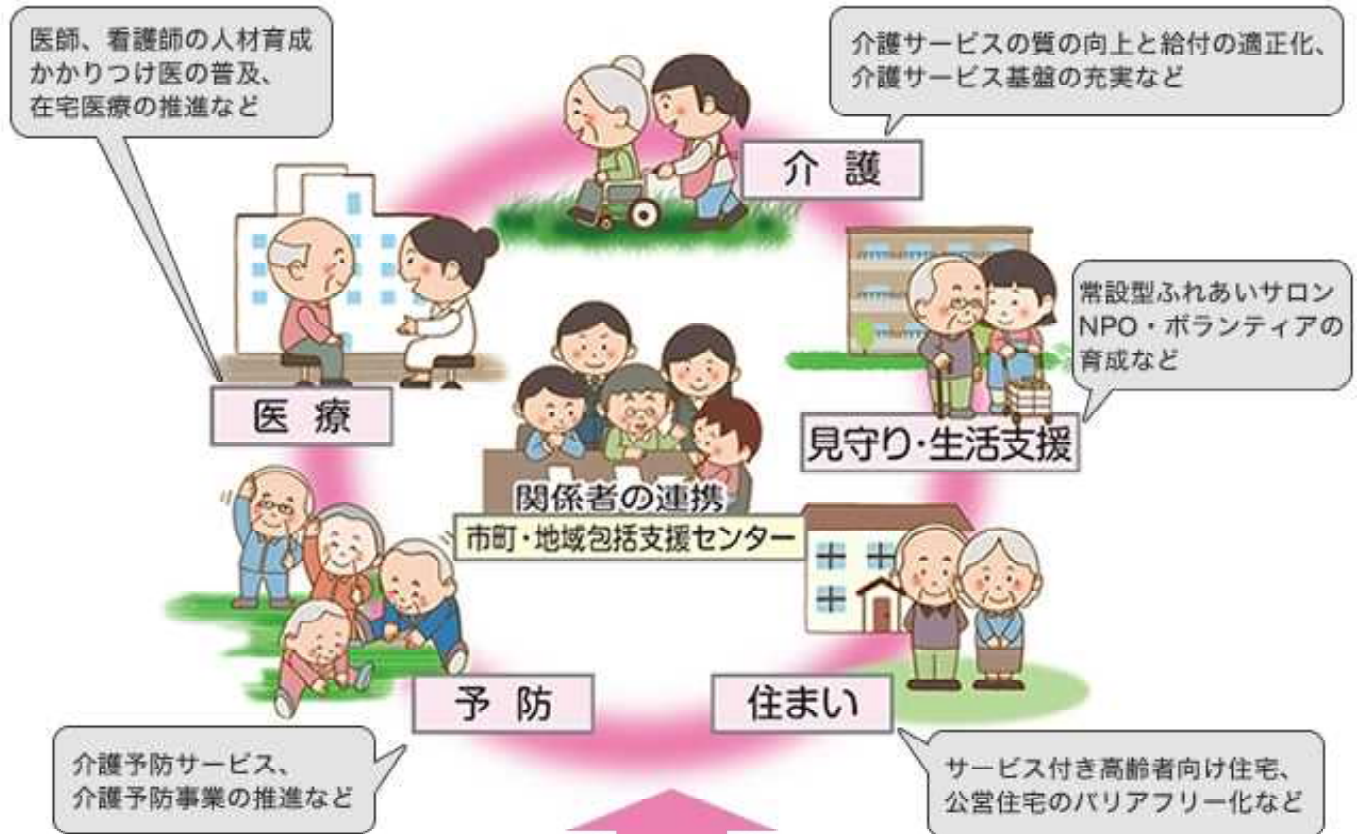 医師、看護師の人材育成
かかりつけ医の普及、
在宅医療の推進など
介護サービスの質の向上と給付の適正化、
介護サービス基盤の充実など
介護
常設型ふれあいサロン
NPO・ボランティアの
育成など
医療
見守り・生活支援
関係者の連携
市町・地域包括支援センター
予防
住まい
介護予防サービス、
介護予防事業の推進など
サービス付き高齢者向け住宅、
公営住宅のバリアフリー化など